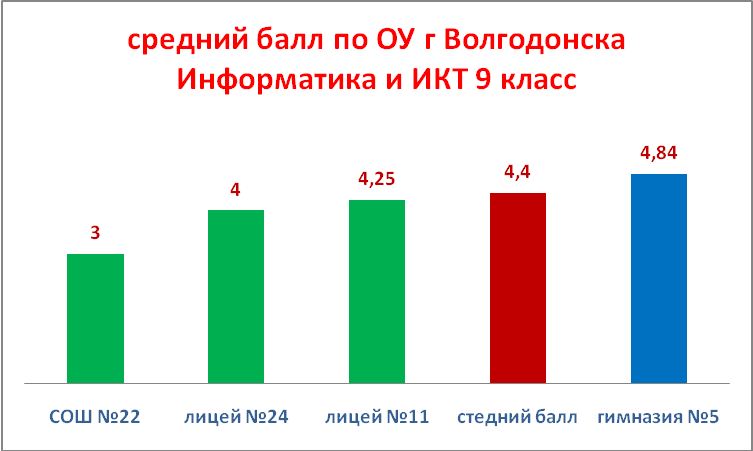 средний балл по ОУ г Волгодонска
Информатика и ИКТ 9 класс
3
4
4,25
4,4
4,84
СОШ №22
лицей №24
лицей №11
стедний балл
гимназия №5